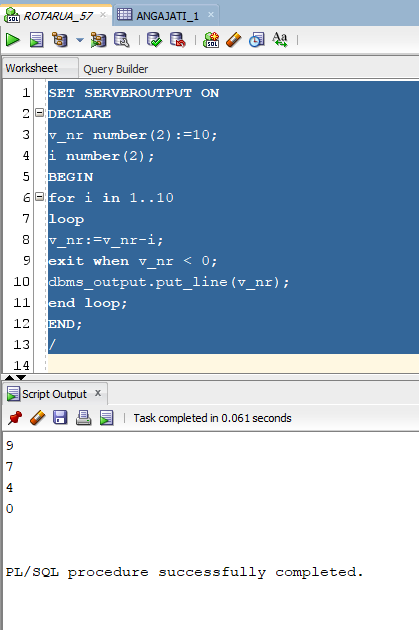 ROTARUA_57 × ANGAJATI_1 ×
Worksheet Query Builder
1 SET SERVEROUTPUT ON
2 DECLARE
3 v_nr number(2):=10;
4 i number(2);
5 BEGIN
6 for i in 1..10
7 loop
8 v_nr:=v_nr-i;
9 exit when v_nr < 0;
10 dbms_output.put_line(v_nr);
11 end loop;
12 END;
13 /
14
Script Output ×
Task completed in 0.061 seconds
9
7
4
0
PL/SQL procedure successfully completed.